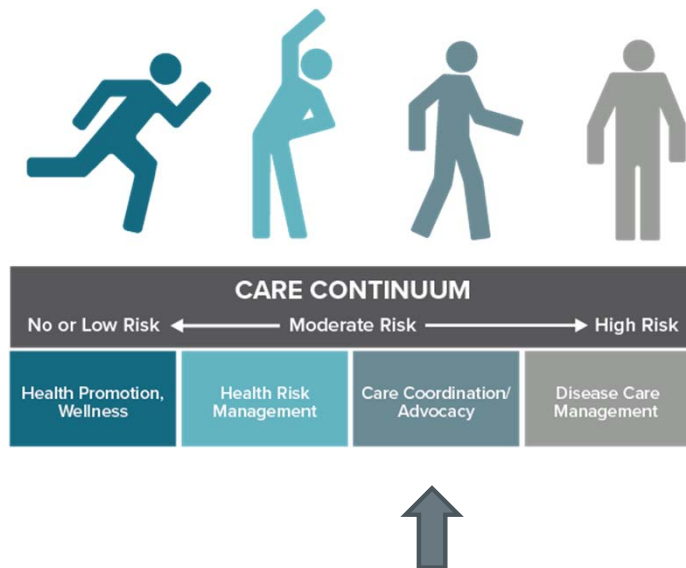 CARE CONTINUUM
No or Low Risk Moderate Risk High Risk
Health Promotion,
Wellness
Health Risk
Management
Care Coordination/
Advocacy
Disease Care
Management